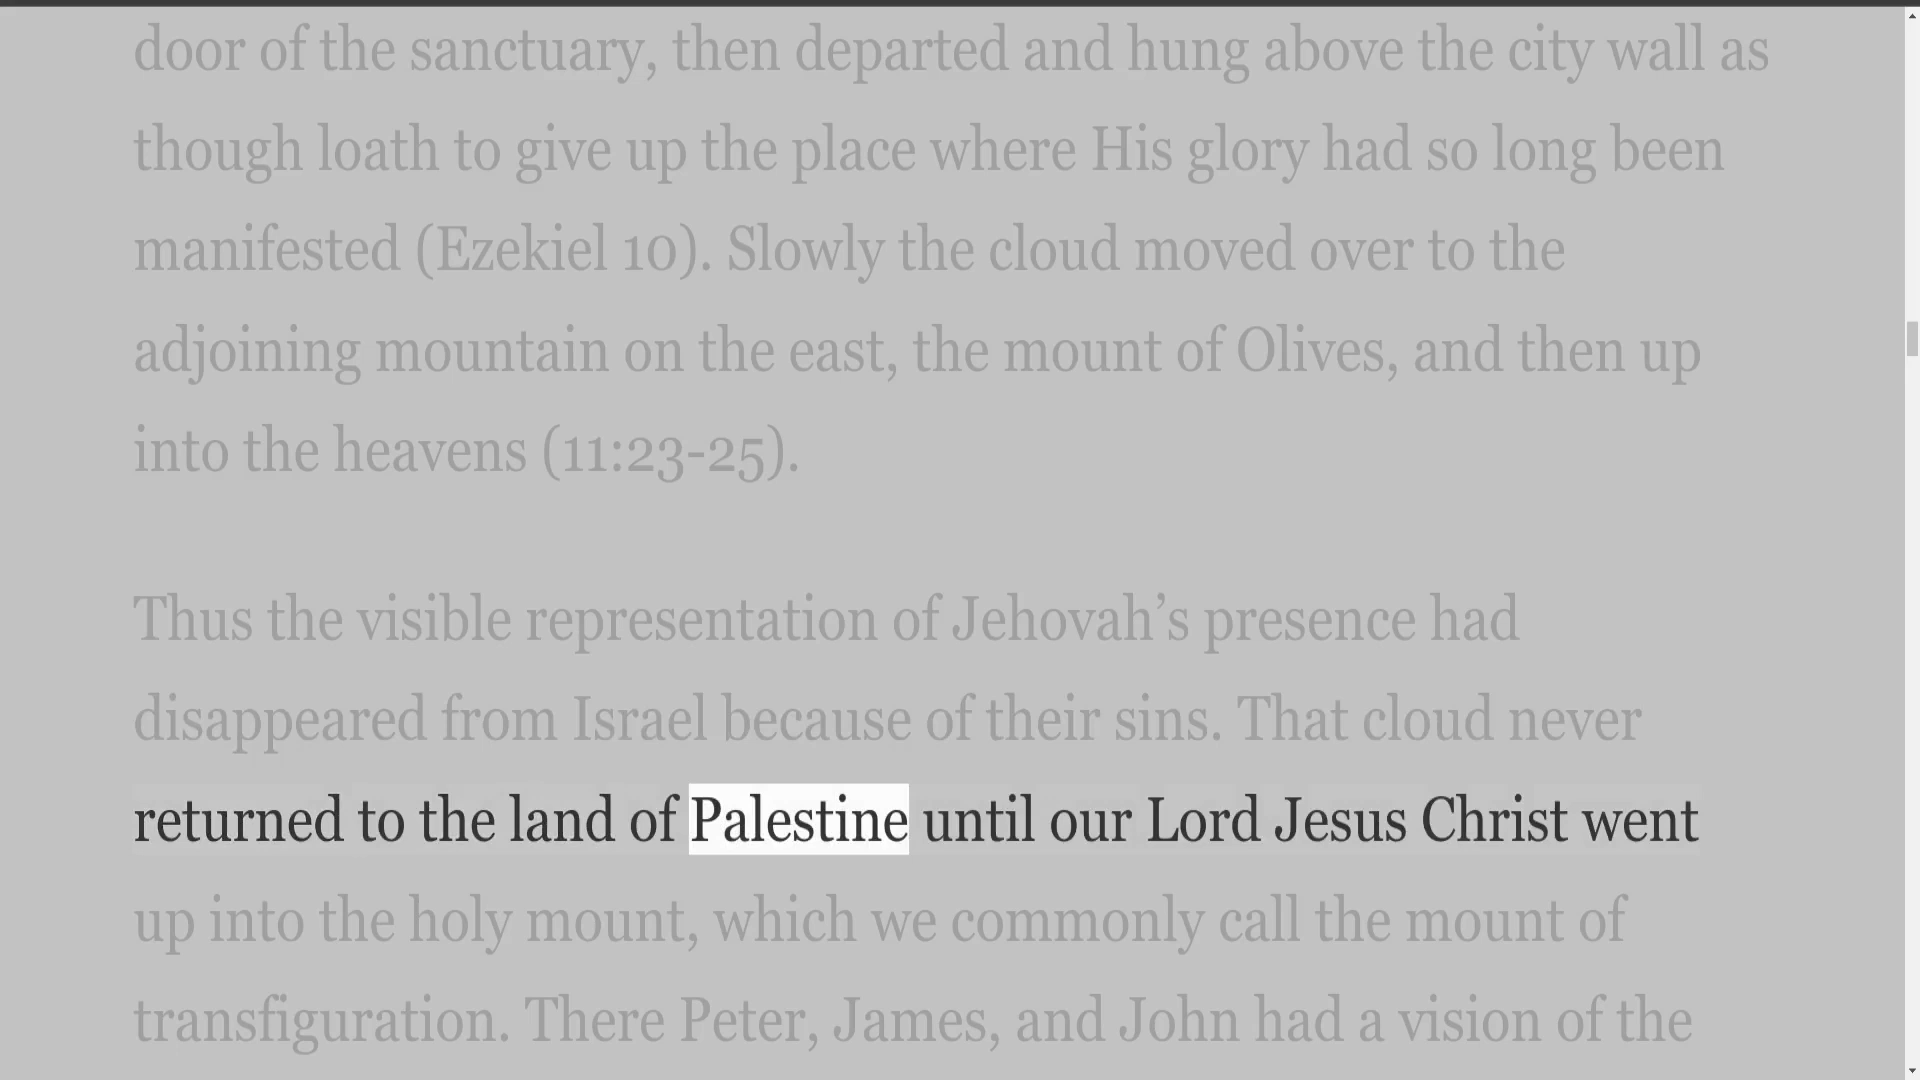 door of the sanctuary, then departed and hung above the city wall as
though loath to give up the place where His glory had so long been
manifested (Ezekiel 10). Slowly the cloud moved over to the
adjoining mountain on the east, the mount of Olives, and then up
into the heavens (11:23-25).
Thus the visible representation of Jehovah’s presence had
disappeared from Israel because of their sins. That cloud never
returned to the land of Palestine until our Lord Jesus Christ went
up into the holy mount, which we commonly call the mount of
transfiguration. There Peter, James, and John had a vision of the